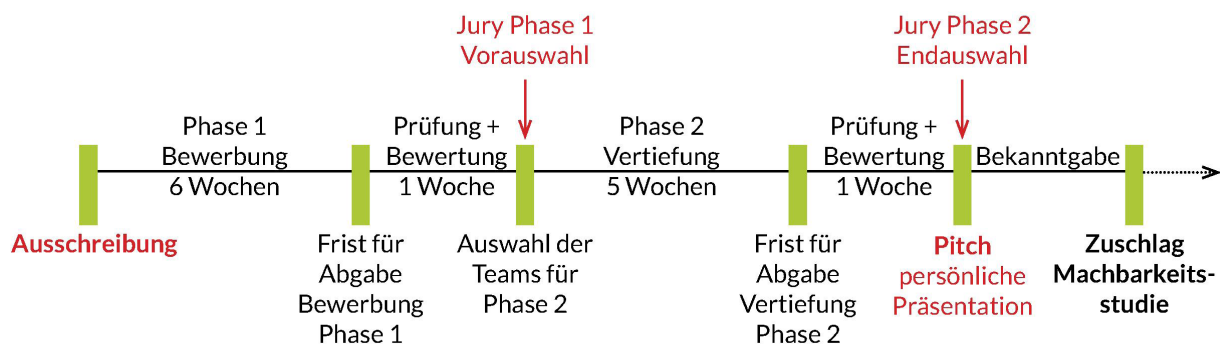 Jury Phase 1
Vorauswahl
Jury Phase 2
Endauswahl
Phase 1
Bewerbung
6 Wochen
Prüfung +
Bewertung
1 Woche
Phase 2
Vertiefung
5 Wochen
Prüfung +
Bewertung
1 Woche
Bekanntgabe
Ausschreibung
Frist für
Abgabe
Bewerbung
Phase 1
Auswahl der
Teams für
Phase 2
Frist für
Abgabe
Vertiefung
Phase 2
Pitch
persönliche
Präsentation
Zuschlag
Machbarkeits-
studie